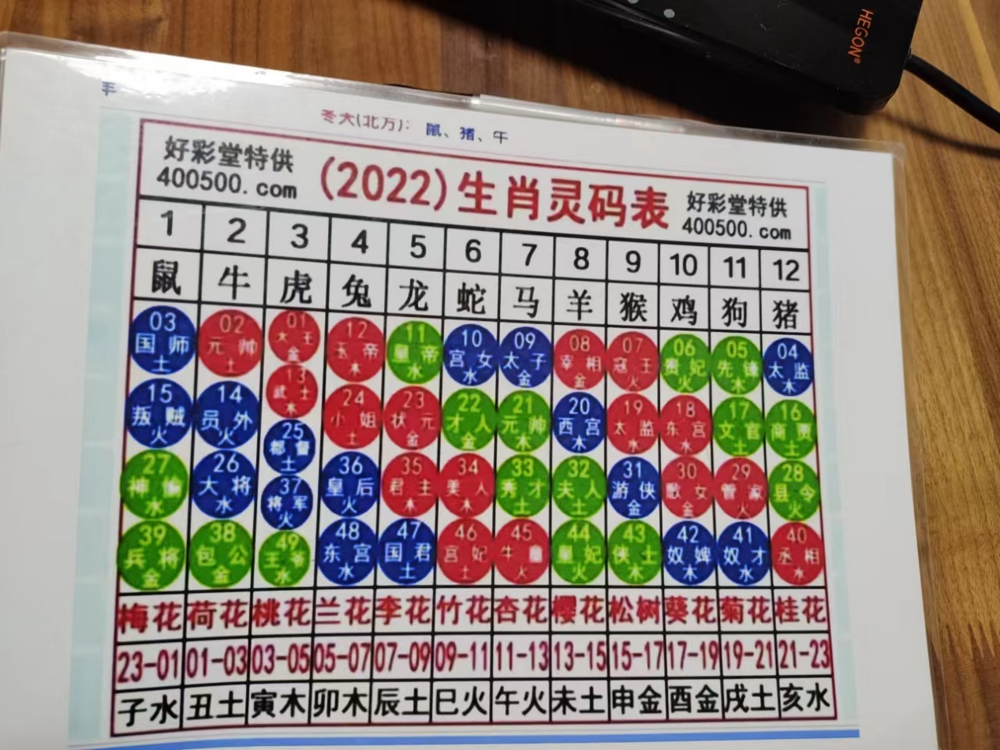 HEGON®
冬大(北万)： 鼠、猪、午
好彩堂特供
400500.com
(2022)生肖灵码表
好彩堂特供
400500.com
1 2 3 4 5 6 7 8 9 10 11 12
鼠 牛 虎 兔 龙 蛇 马 羊 猴 鸡 狗 猪
03 02 01 12 11 10 09 08 07 06 05 04
国师 元帅 大王 玉帝 皇帝 宫女 太子 宰相 寇王 贵妃 先锋 太监
土 土 金 木 水 水 金 金 火 火 木 木
13
武士
木
15 14 25 24 23 22 21 20 19 18 17 16
叛贼 员外 都督 小姐 状元 才人 元帅 西宫 太监 东宫 文官 商贾
火 火 土 土 金 金 木 木 水 水 土 土
27 26 37 36 35 34 33 32 31 30 29 28
神偷 大将 将军 皇后 君主 美人 秀才 夫人 游侠 歌女 管家 县令
水 水 火 火 木 木 土 土 金 金 火 火
39 38 49 48 47 46 45 44 43 42 41 40
兵将 包公 王爷 东宫 国君 宫妃 牛 皇妃 侠士 奴婢 奴才 丞相
金 金 水 水 土 土 火 火 木 木 水 水
梅花 荷花 桃花 兰花 李花 竹花 杏花 樱花 松树 葵花 菊花 桂花
23-01 01-03 03-05 05-07 07-09 09-11 11-13 13-15 15-17 17-19 19-21 21-23
子水 丑土 寅木 卯木 辰土 巳火 午火 未土 申金 酉金 戌土 亥水